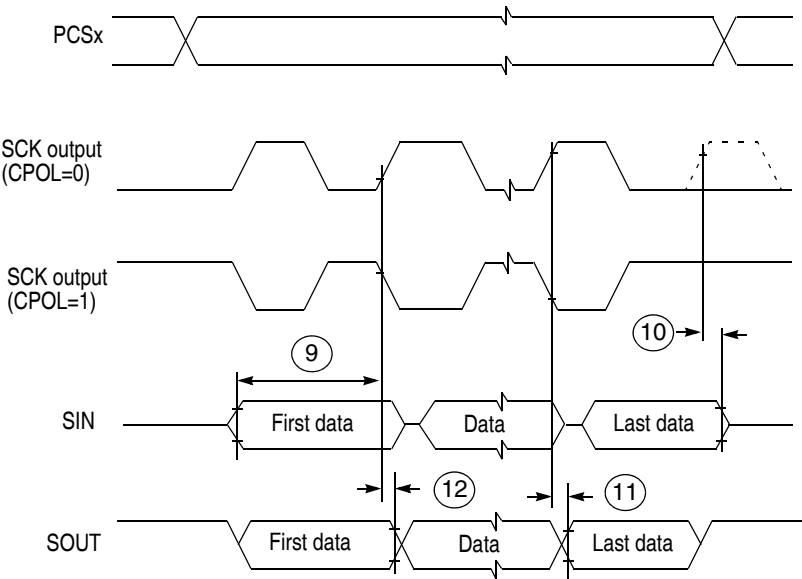 PCSx
SCK output
(CPOL=0)
SCK output
(CPOL=1)
10
9
SIN
First data
Data
Last data
12
11
SOUT
First data
Data
Last data